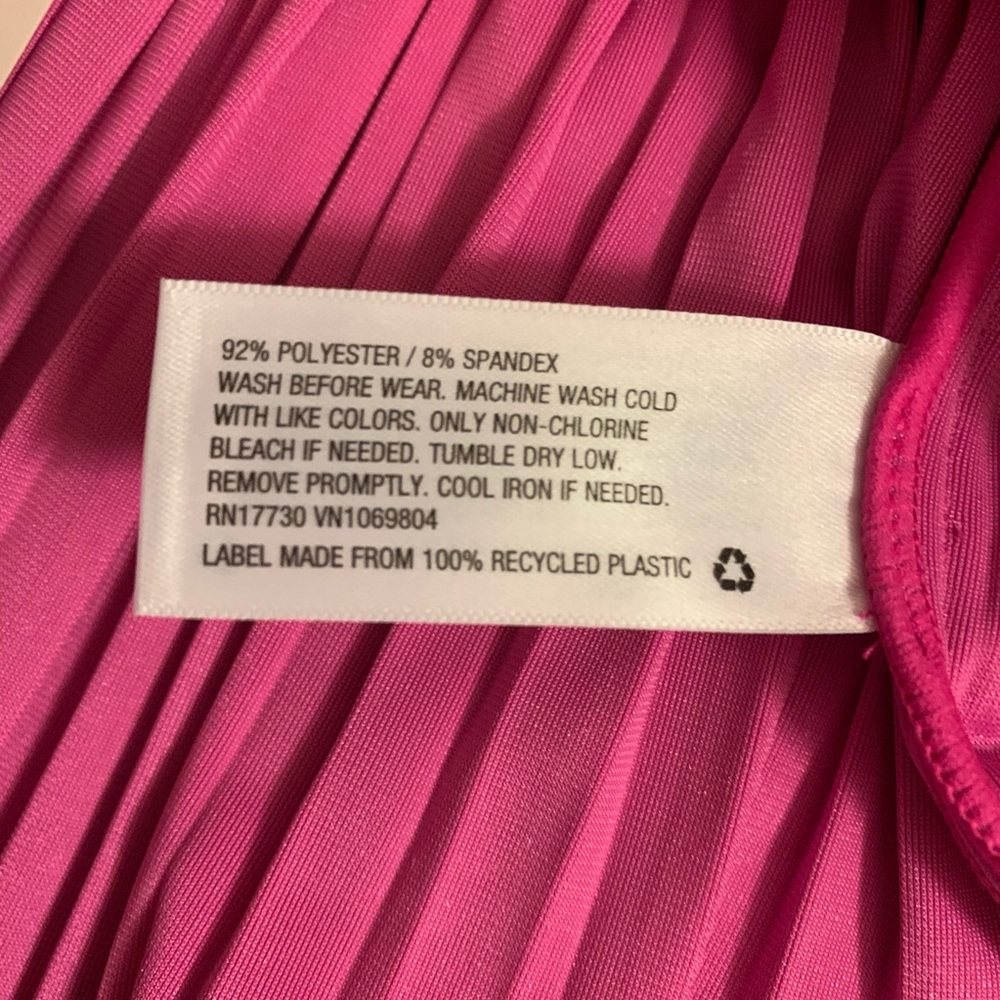 92% POLYESTER / 8% SPANDEX
WASH BEFORE WEAR. MACHINE WASH COLD
WITH LIKE COLORS. ONLY NON-CHLORINE
BLEACH IF NEEDED. TUMBLE DRY LOW.
REMOVE PROMPTLY. COOL IRON IF NEEDED.
RN17730 VN1069804
LABEL MADE FROM 100% RECYCLED PLASTIC